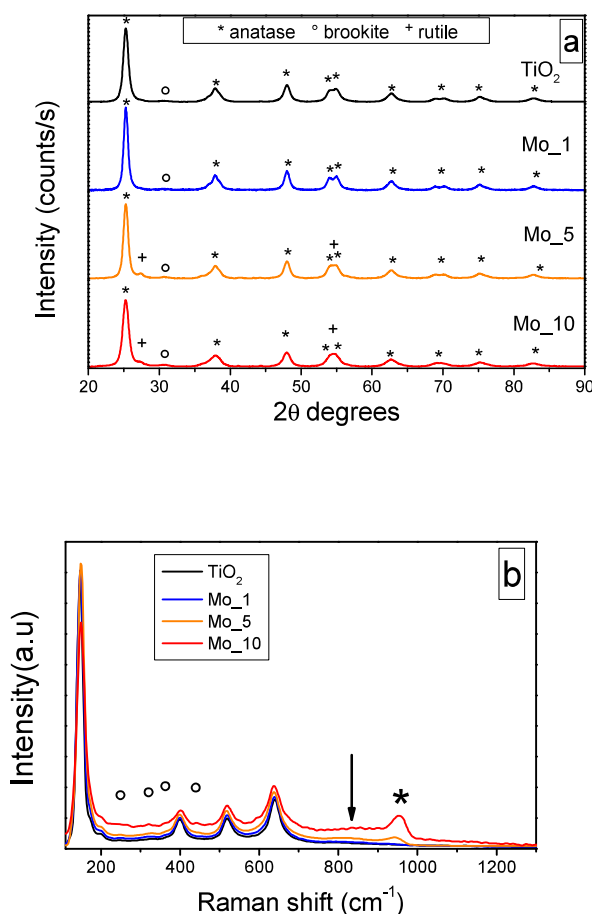 * anatase ° brookite + rutile
a
TiO₂
Mo_1
Mo_5
Mo_10
Intensity (counts/s)
20 30 40 50 60 70 80 90
2θ degrees
b
TiO₂
Mo_1
Mo_5
Mo_10
Intensity(a.u)
*
200 400 600 800 1000 1200
Raman shift (cm⁻¹)